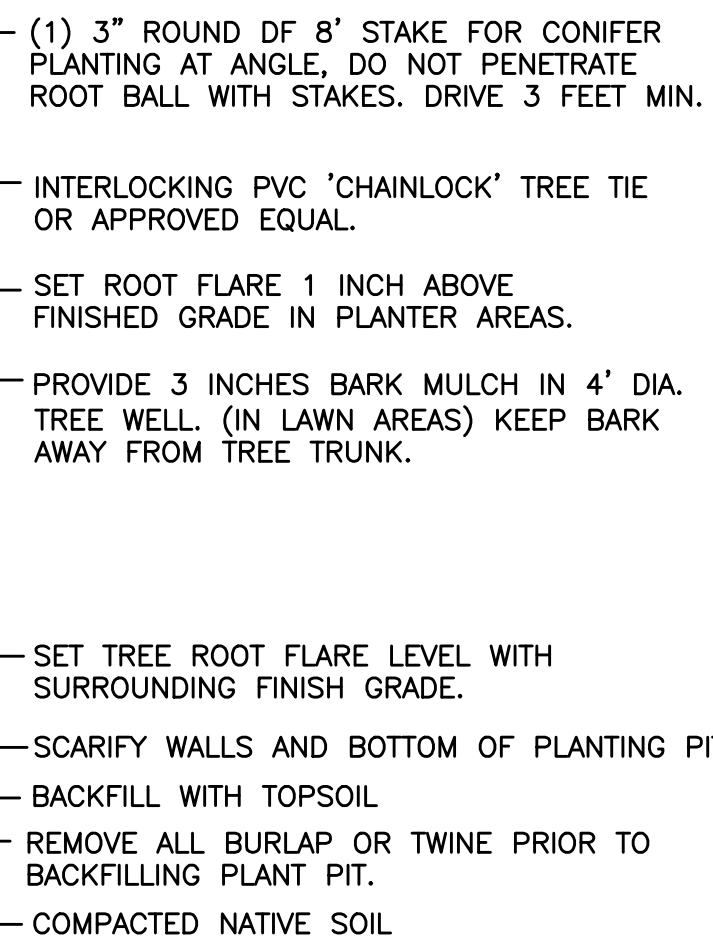 (1) 3" ROUND DF 8' STAKE FOR CONIFER
PLANTING AT ANGLE, DO NOT PENETRATE
ROOT BALL WITH STAKES. DRIVE 3 FEET MIN.
INTERLOCKING PVC 'CHAINLOCK' TREE TIE
OR APPROVED EQUAL.
SET ROOT FLARE 1 INCH ABOVE
FINISHED GRADE IN PLANTER AREAS.
PROVIDE 3 INCHES BARK MULCH IN 4' DIA.
TREE WELL. (IN LAWN AREAS) KEEP BARK
AWAY FROM TREE TRUNK.
SET TREE ROOT FLARE LEVEL WITH
SURROUNDING FINISH GRADE.
SCARIFY WALLS AND BOTTOM OF PLANTING
BACKFILL WITH TOPSOIL
REMOVE ALL BURLAP OR TWINE PRIOR TO
BACKFILLING PLANT PIT.
COMPACTED NATIVE SOIL